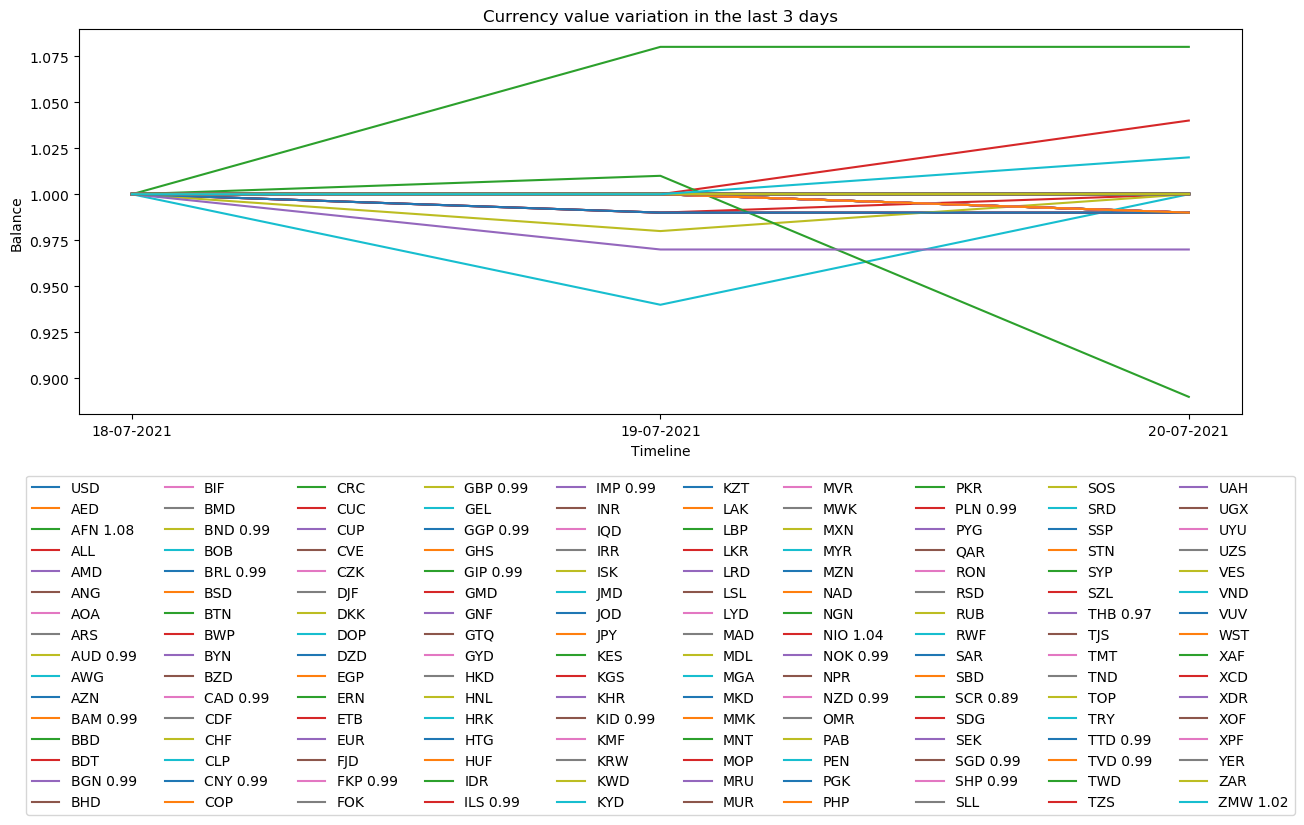 Currency value variation in the last 3 days
1.075
1.050
1.025
1.000
0.975
0.950
0.925
0.900
Balance
18-07-2021 19-07-2021 20-07-2021
Timeline
USD BIF CRC GBP 0.99 IMP 0.99 KZT MVR PKR SOS UAH
AED BMD CUC GEL INR LAK MWK PLN 0.99 SRD UGX
AFN 1.08 BND 0.99 CUP GGP 0.99 IQD LBP MXN PYG SSP UYU
ALL BOB CVE GHS IRR LKR MYR QAR STN UZS
AMD BRL 0.99 CZK GIP 0.99 ISK LRD MZN RON SYP VES
ANG BSD DJF GMD JMD LSL NAD RSD SZL VND
AOA BTN DKK GNF JOD LYD NGN RUB THB 0.97 VUV
ARS BWP DOP GTQ JPY MAD NIO 1.04 RWF TJS WST
AUD 0.99 BYN DZD GYD KES MDL NOK 0.99 SAR TMT XAF
AWG BZD EGP HKD KGS MGA NPR SBD TND XCD
AZN CAD 0.99 ERN HNL KHR MKD NZD 0.99 SCR 0.89 TOP XDR
BAM 0.99 CDF ETB HRK KID 0.99 MMK OMR SDG TRY XOF
BBD CHF EUR HTG KMF MNT PAB SEK TTD 0.99 XPF
BDT CLP FJD HUF KRW MOP PEN SGD 0.99 TVD 0.99 YER
BGN 0.99 CNY 0.99 FKP 0.99 IDR KWD MRU PGK SHP 0.99 TWD ZAR
BHD COP FOK ILS 0.99 KYD MUR PHP SLL TZS ZMW 1.02